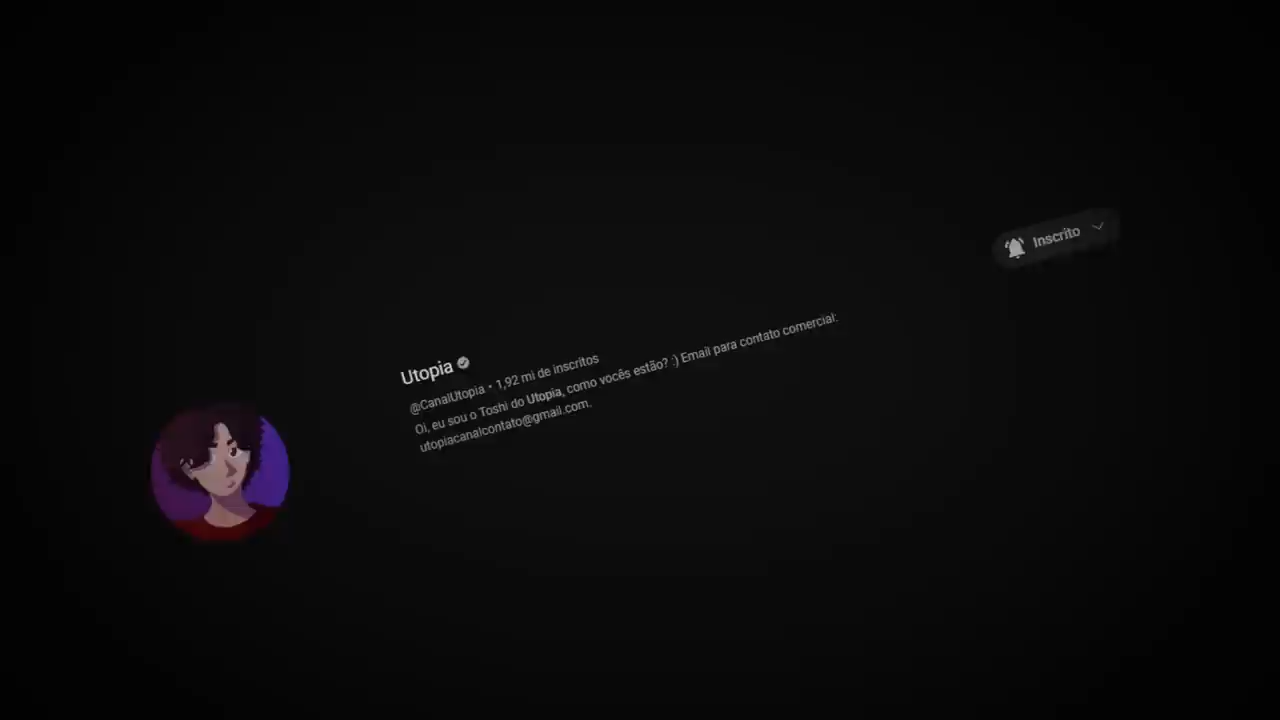 Utopia
@CanalUtopia • 1,92 mi de inscritos
Oi, eu sou o Toshi do Utopia, como vocês estão? :) Email para contato comercial:
utopiacanalcontato@gmail.com.
Inscrito